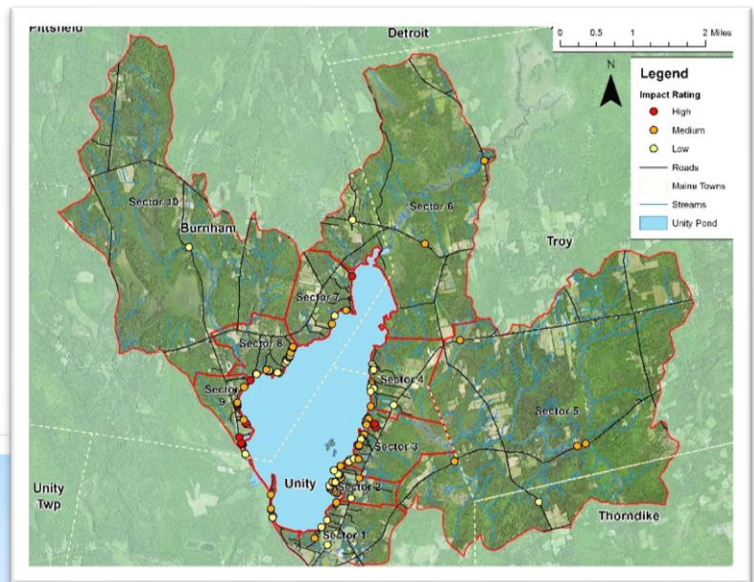 Pittsfield
Detroit
0 0.5 1 2 Miles
N
Legend
Impact Rating
High
Medium
Low
Roads
Maine Towns
Streams
Unity Pond
Sector 10
Burnham
Sector 6
Troy
Sector 7
Sector 8
Sector 9
Sector 4
Sector 5
Sector 3
Unity
Sector 2
Unity
Twp
Thorndike
Sector 1